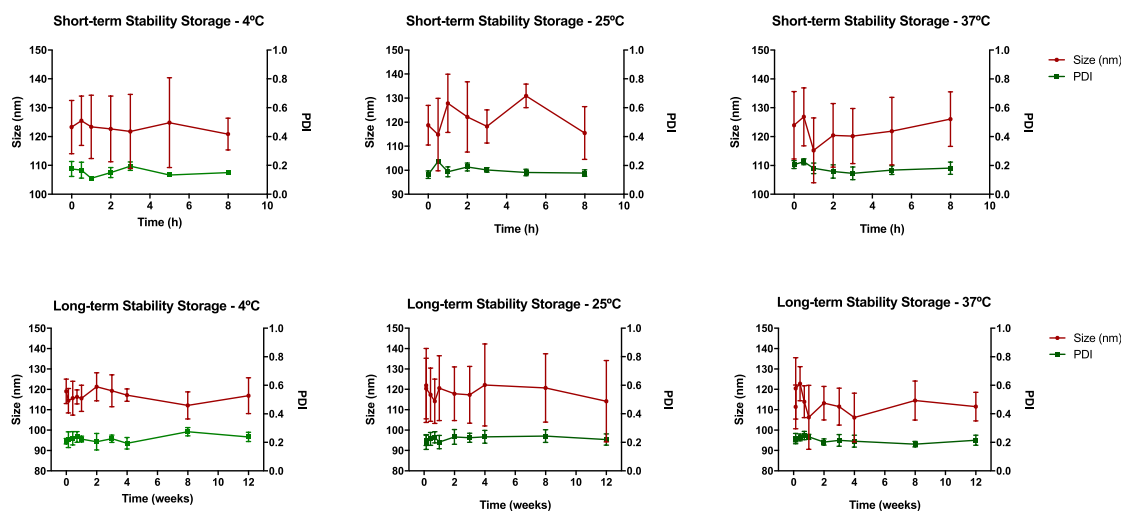 Short-term Stability Storage - 4ºC
150
140
130
120
110
100
Size (nm)
1.0
0.8
0.6
0.4
0.2
0.0
PDI
0 2 4 6 8 10
Time (h)
Short-term Stability Storage - 25ºC
150
140
130
120
110
100
90
Size (nm)
1.0
0.8
0.6
0.4
0.2
0.0
PDI
0 2 4 6 8 10
Time (h)
Short-term Stability Storage - 37ºC
150
140
130
120
110
100
Size (nm)
1.0
0.8
0.6
0.4
0.2
0.0
PDI
0 2 4 6 8 10
Time (h)
Size (nm)
PDI
Long-term Stability Storage - 4ºC
150
140
130
120
110
100
90
80
Size (nm)
1.0
0.8
0.6
0.4
0.2
0.0
PDI
0 2 4 6 8 10 12
Time (weeks)
Long-term Stability Storage - 25ºC
150
140
130
120
110
100
90
80
Size (nm)
1.0
0.8
0.6
0.4
0.2
0.0
PDI
0 2 4 6 8 10 12
Time (weeks)
Long-term Stability Storage - 37ºC
150
140
130
120
110
100
90
80
Size (nm)
1.0
0.8
0.6
0.4
0.2
0.0
PDI
0 2 4 6 8 10 12
Time (weeks)
Size (nm)
PDI